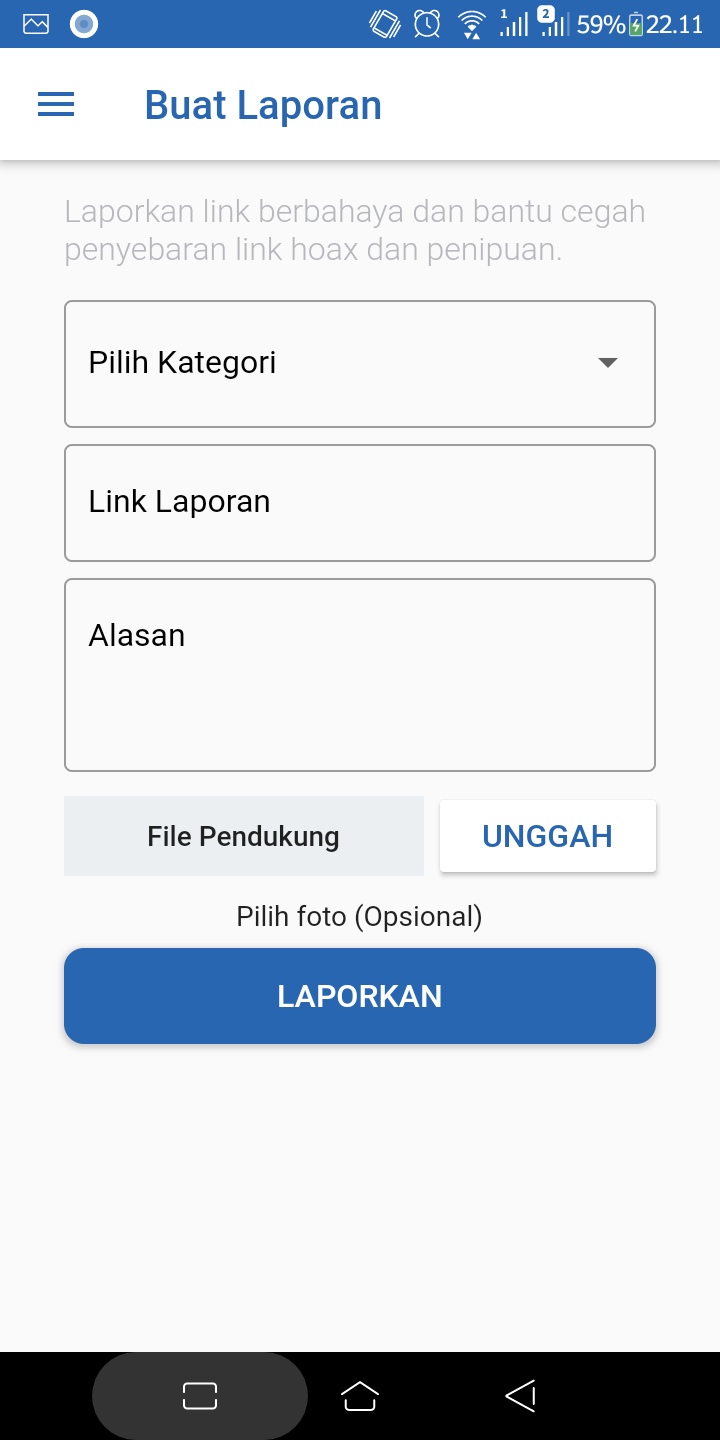 1 2 59% 22.11
Buat Laporan
Laporkan link berbahaya dan bantu cegah
penyebaran link hoax dan penipuan.
Pilih Kategori
Link Laporan
Alasan
File Pendukung UNGGAH
Pilih foto (Opsional)
LAPORKAN